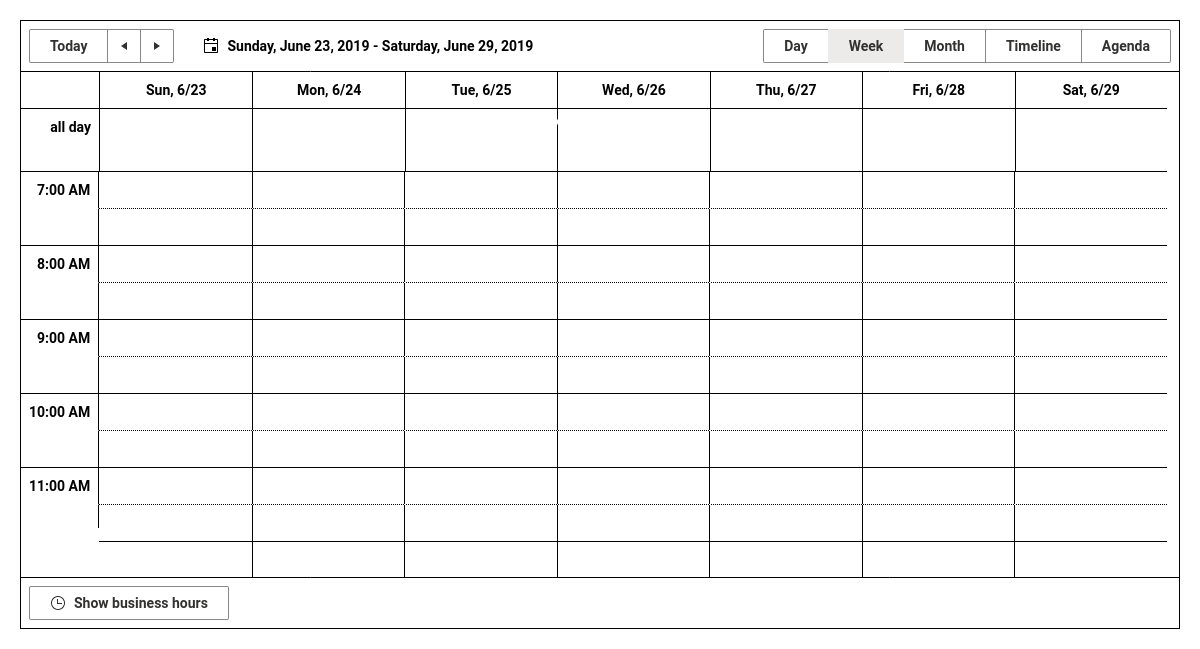 Today Sunday, June 23, 2019 - Saturday, June 29, 2019 Day Week Month Timeline Agenda
Sun, 6/23 Mon, 6/24 Tue, 6/25 Wed, 6/26 Thu, 6/27 Fri, 6/28 Sat, 6/29
all day
7:00 AM
8:00 AM
9:00 AM
10:00 AM
11:00 AM
Show business hours